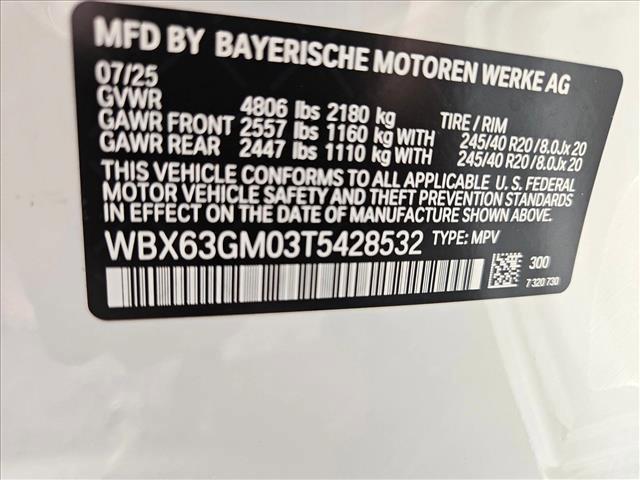 MFD BY BAYERISCHE MOTOREN WERKE AG
07/25
GVWR 4806 lbs 2180 kg TIRE / RIM
GAWR FRONT 2557 lbs 1160 kg WITH 245/40 R20/8.0Jx20
GAWR REAR 2447 lbs 1110 kg WITH 245/40 R20/8.0Jx20
THIS VEHICLE CONFORMS TO ALL APPLICABLE U. S. FEDERAL
MOTOR VEHICLE SAFETY AND THEFT PREVENTION STANDARDS
IN EFFECT ON THE DATE OF MANUFACTURE SHOWN ABOVE.
WBX63GM03T5428532 TYPE: MPV
300
7 320 730